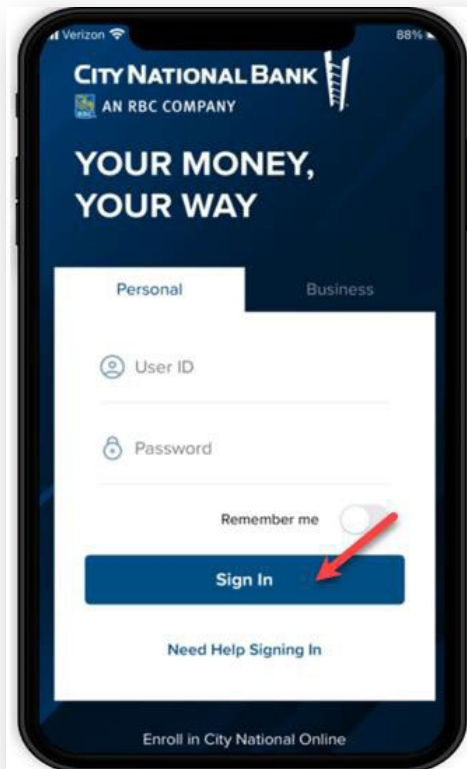 Verizon 88%
CITY NATIONAL BANK
RBC AN RBC COMPANY
YOUR MONEY,
YOUR WAY
Personal Business
User ID
Password
Remember me
Sign In
Need Help Signing In
Enroll in City National Online